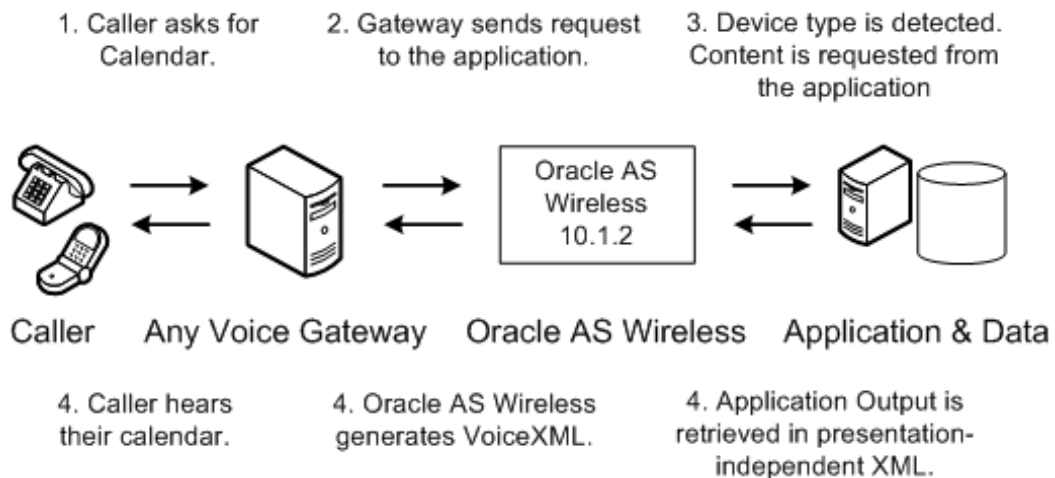 1. Caller asks for
Calendar.
2. Gateway sends request
to the application.
3. Device type is detected.
Content is requested from
the application
Oracle AS
Wireless
10.1.2
Caller
Any Voice Gateway
Oracle AS Wireless
Application & Data
4. Caller hears
their calendar.
4. Oracle AS Wireless
generates VoiceXML.
4. Application Output is
retrieved in presentation-
independent XML.